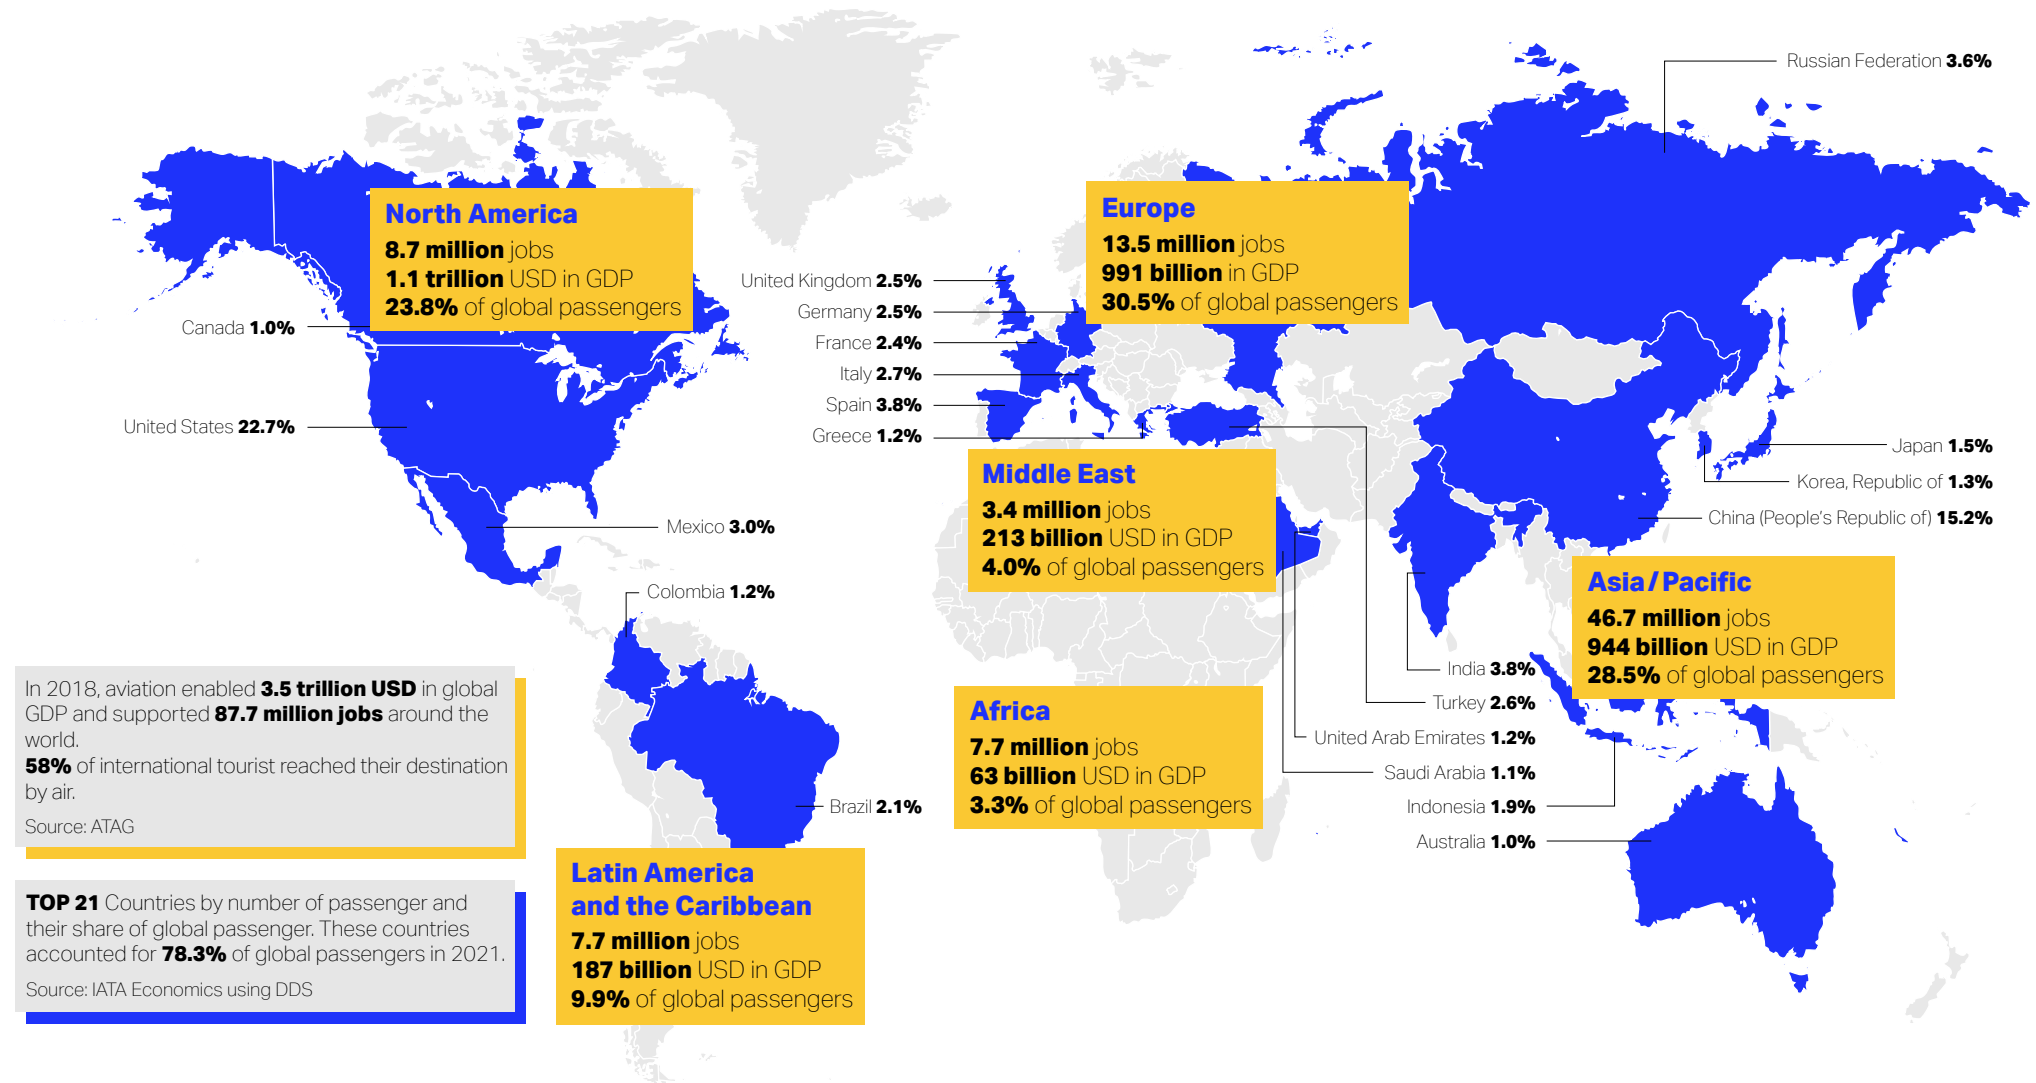 Russian Federation 3.6%
North America
8.7 million jobs
1.1 trillion USD in GDP
23.8% of global passengers
Europe
13.5 million jobs
991 billion in GDP
30.5% of global passengers
United Kingdom 2.5%
Germany 2.5%
France 2.4%
Italy 2.7%
Spain 3.8%
Greece 1.2%
Canada 1.0%
United States 22.7%
Mexico 3.0%
Colombia 1.2%
Brazil 2.1%
Japan 1.5%
Korea, Republic of 1.3%
China (People's Republic of) 15.2%
Middle East
3.4 million jobs
213 billion USD in GDP
4.0% of global passengers
Asia/Pacific
46.7 million jobs
944 billion USD in GDP
28.5% of global passengers
India 3.8%
Turkey 2.6%
United Arab Emirates 1.2%
Saudi Arabia 1.1%
Indonesia 1.9%
Australia 1.0%
Africa
7.7 million jobs
63 billion USD in GDP
3.3% of global passengers
In 2018, aviation enabled 3.5 trillion USD in global
GDP and supported 87.7 million jobs around the
world.
58% of international tourist reached their destination
by air.
Source: ATAG
TOP 21 Countries by number of passenger and
their share of global passenger. These countries
accounted for 78.3% of global passengers in 2021.
Source: IATA Economics using DDS
Latin America
and the Caribbean
7.7 million jobs
187 billion USD in GDP
9.9% of global passengers